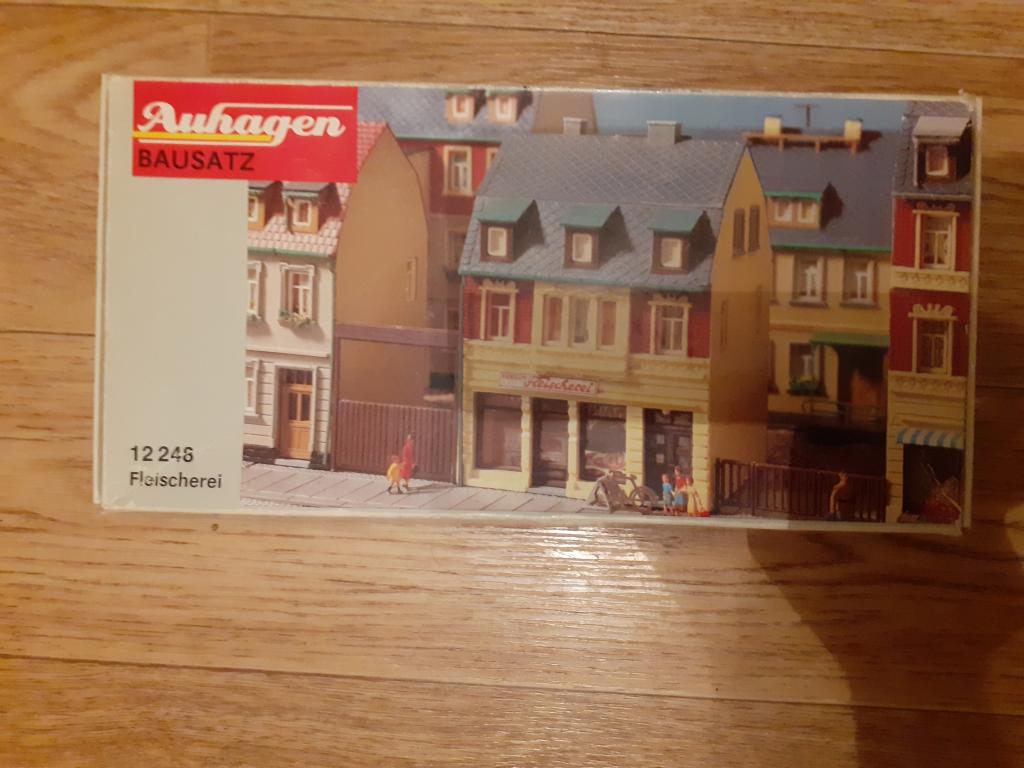 Auhagen
BAUSATZ
Fleischerei
12 248
Fleischerei